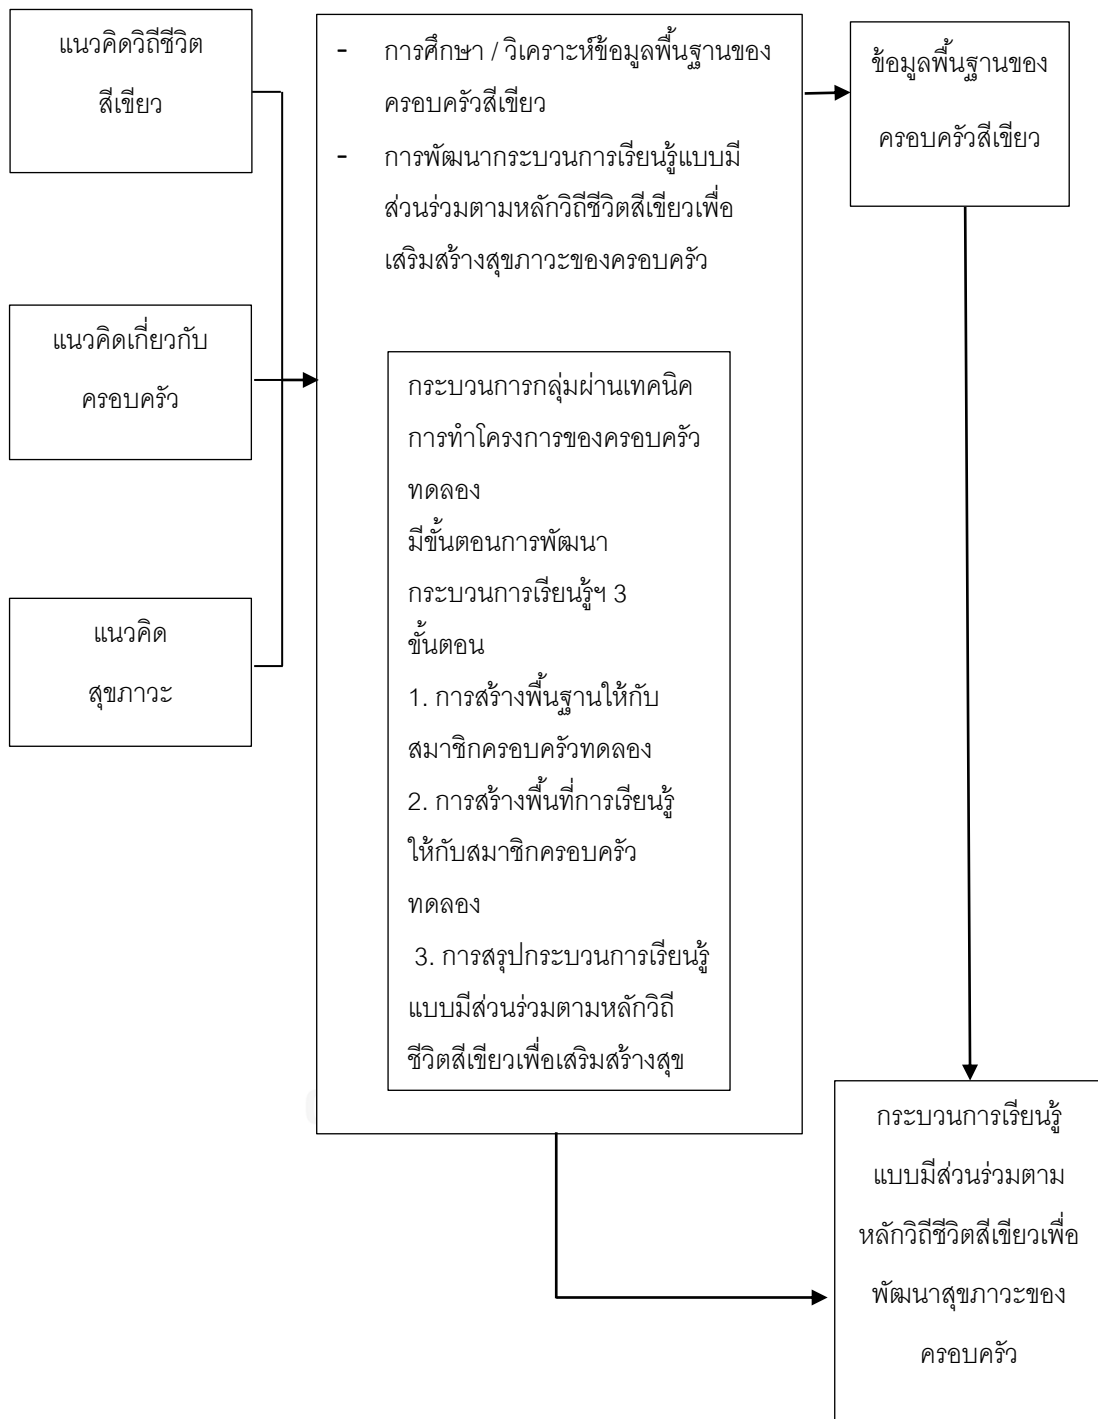 แนวคิดวิถีชีวิต
สีเขียว
แนวคิดเกี่ยวกับ
ครอบครัว
แนวคิด
สุขภาวะ
- การศึกษา / วิเคราะห์ข้อมูลพื้นฐานของ
ครอบครัวสีเขียว
- การพัฒนากระบวนการเรียนรู้แบบมี
ส่วนร่วมตามหลักวิถีชีวิตสีเขียวเพื่อ
เสริมสร้างสุขภาวะของครอบครัว
กระบวนการกลุ่มผ่านเทคนิค
การทำโครงการของครอบครัว
ทดลอง
มีขั้นตอนการพัฒนา
กระบวนการเรียนรู้ฯ 3
ขั้นตอน
1. การสร้างพื้นฐานให้กับ
สมาชิกครอบครัวทดลอง
2. การสร้างพื้นที่การเรียนรู้
ให้กับสมาชิกครอบครัว
ทดลอง
3. การสรุปกระบวนการเรียนรู้
แบบมีส่วนร่วมตามหลักวิถี
ชีวิตสีเขียวเพื่อเสริมสร้างสุข
ข้อมูลพื้นฐานของ
ครอบครัวสีเขียว
กระบวนการเรียนรู้
แบบมีส่วนร่วมตาม
หลักวิถีชีวิตสีเขียวเพื่อ
พัฒนาสุขภาวะของ
ครอบครัว